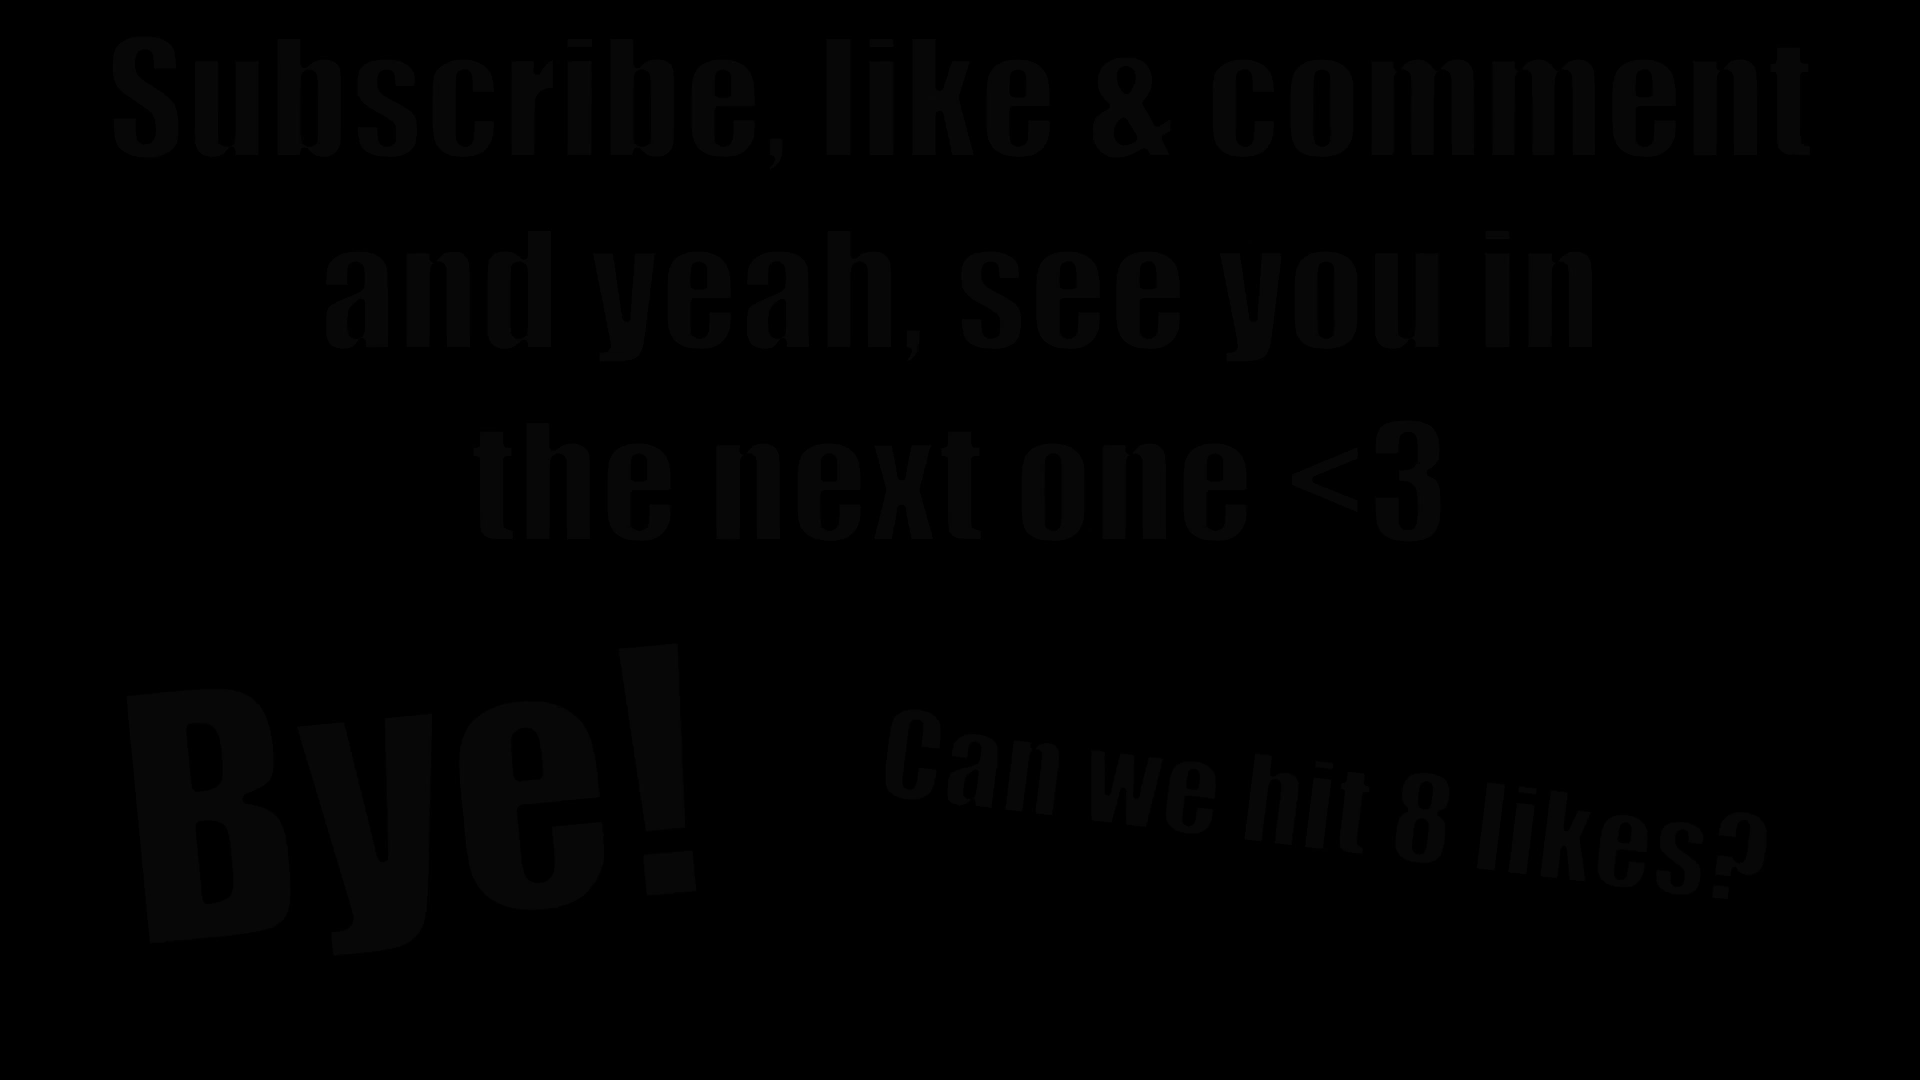 Subscribe, like & comment
and yeah, see you in
the next one <3
Bye!
Can we hit 8 likes?